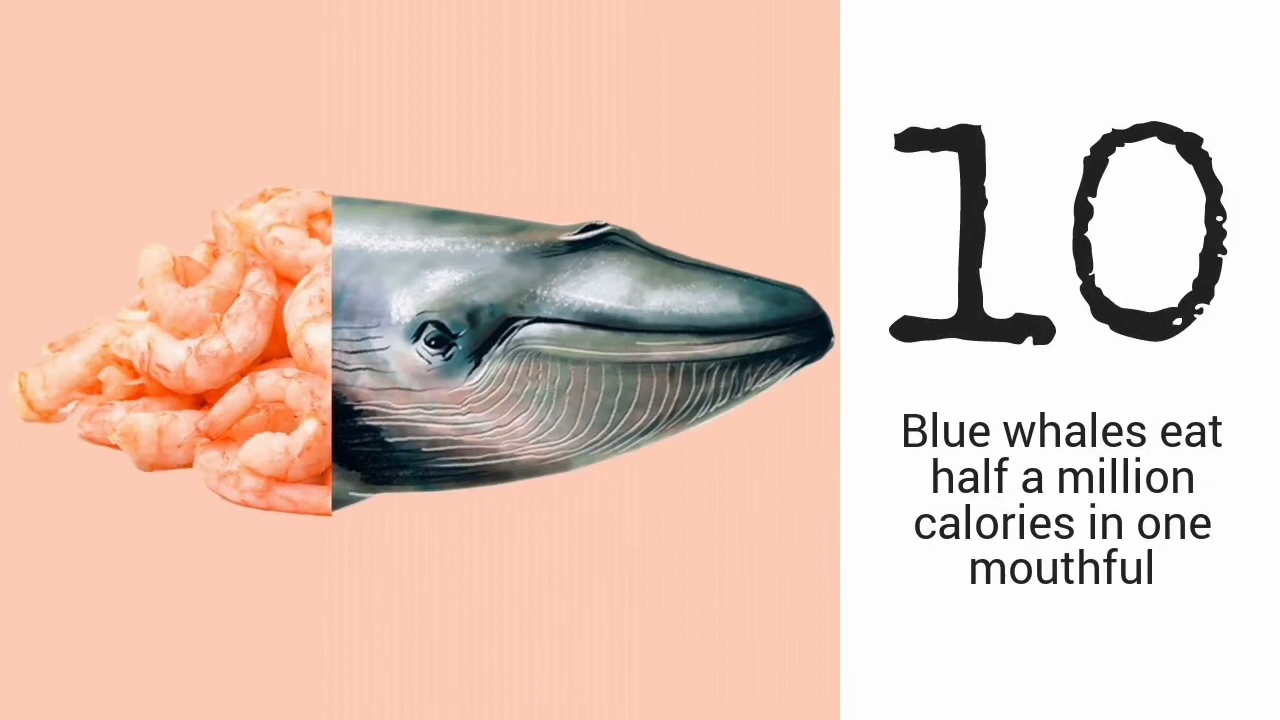 10
Blue whales eat
half a million
calories in one
mouthful